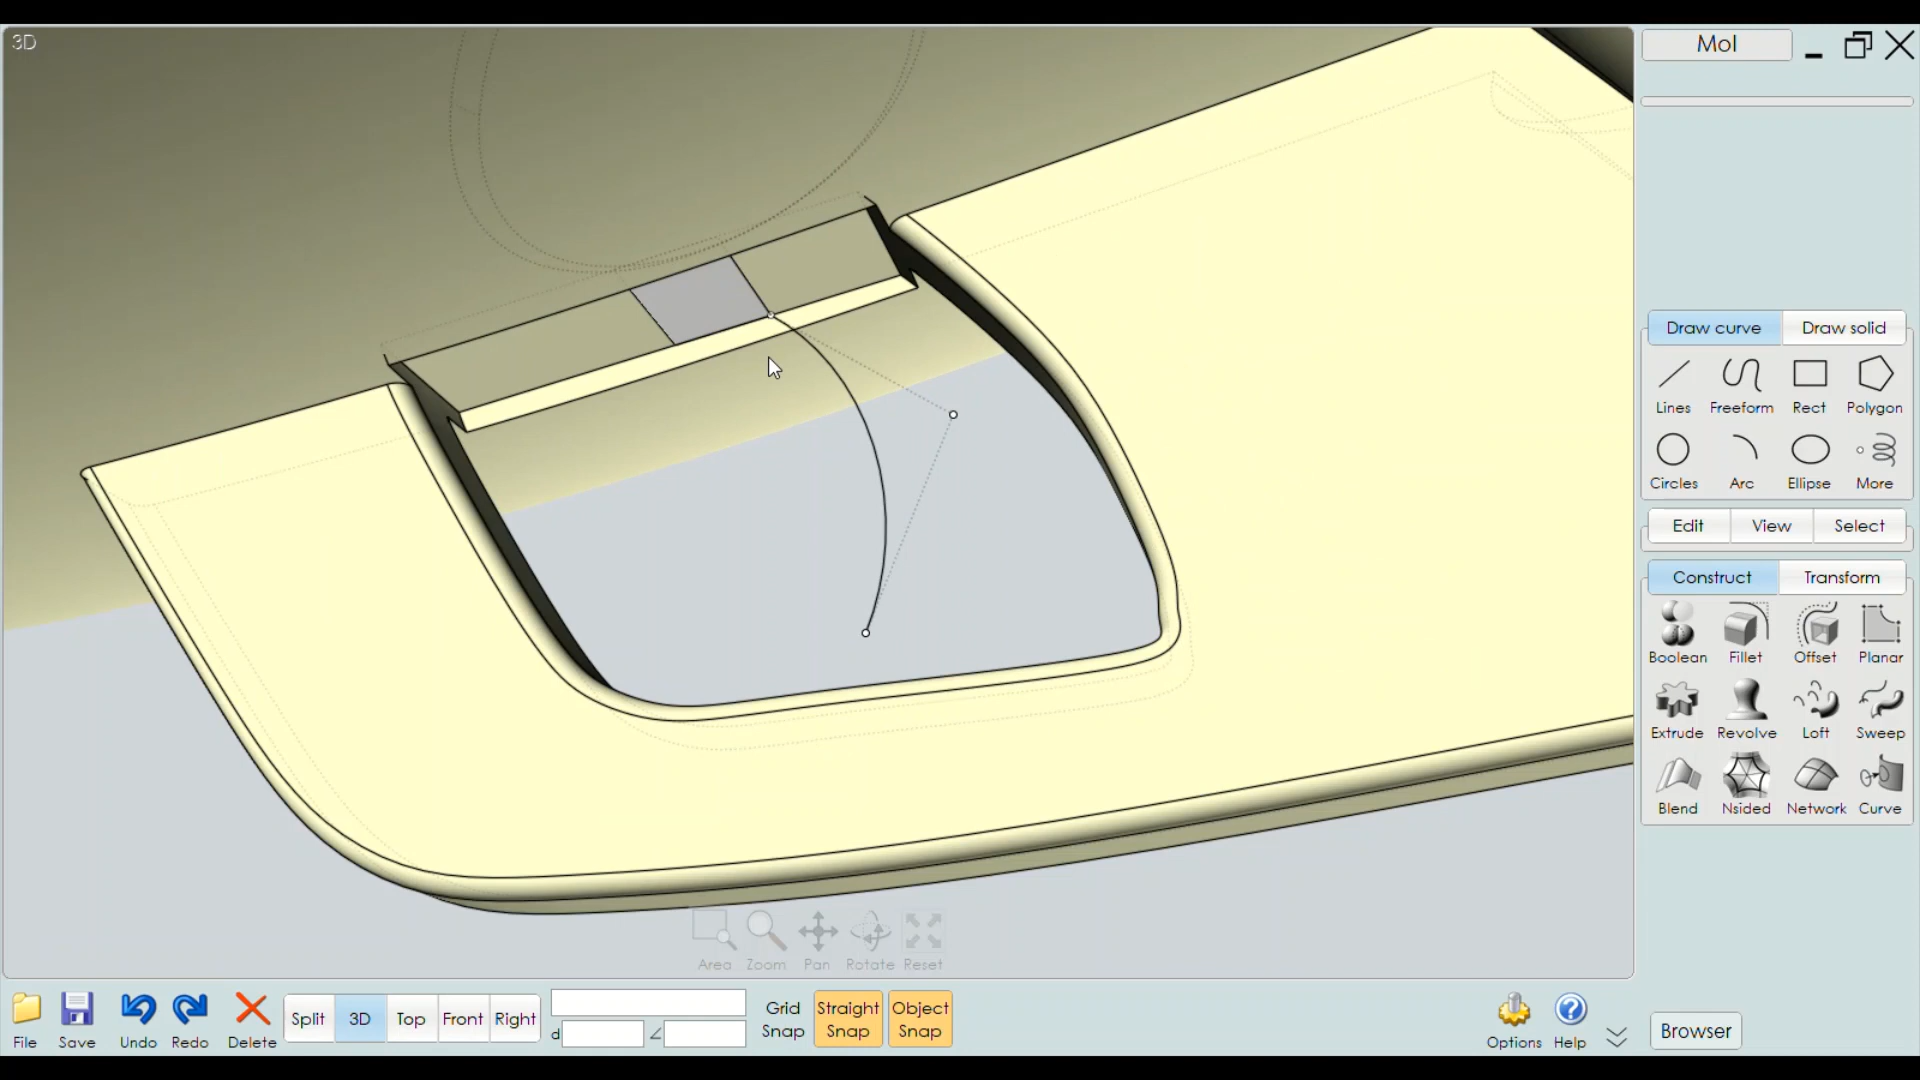 3D
MoI
Draw curve
Draw solid
Lines
Freeform
Rect
Polygon
Circles
Arc
Ellipse
More
Edit
View
Select
Construct
Transform
Boolean
Fillet
Offset
Planar
Extrude
Revolve
Loft
Sweep
Blend
Nsided
Network
Curve
Area
Zoom
Pan
Rotate
Reset
File
Save
Undo
Redo
Delete
Split
3D
Top
Front
Right
d
∠
Grid
Snap
Straight
Snap
Object
Snap
Options
Help
Browser